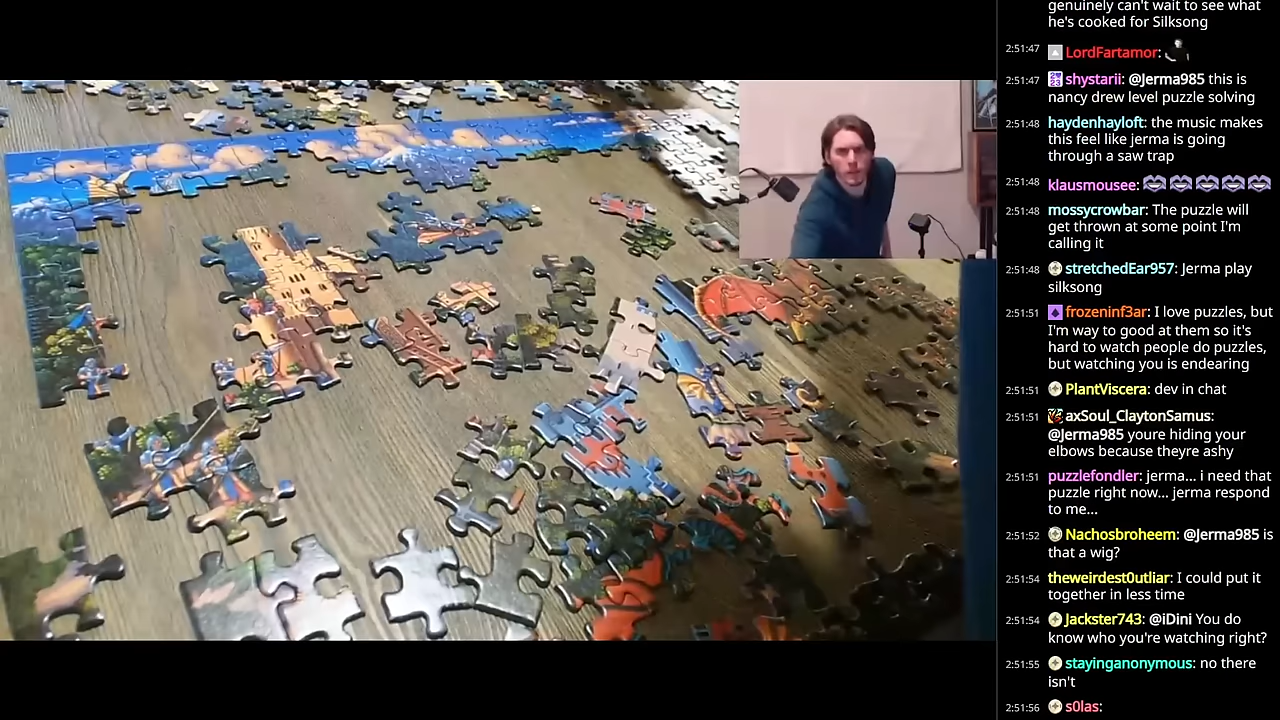 genuinely can't wait to see what
he's cooked for Silksong
2:51:47 LordFartamor:
2:51:47 shystarii: @Jerma985 this is
nancy drew level puzzle solving
2:51:48 haydenhayloft: the music makes
this feel like jerma is going
through a saw trap
2:51:48 klausmousee:
2:51:48 mossycrowbar: The puzzle will
get thrown at some point I'm
calling it
2:51:48 stretchedEar957: Jerma play
silksong
2:51:51 frozeninf3ar: I love puzzles, but
I'm way to good at them so it's
hard to watch people do puzzles,
but watching you is endearing
2:51:51 PlantViscera: dev in chat
2:51:51 axSoul_ClaytonSamus:
@Jerma985 youre hiding your
elbows because theyre ashy
2:51:51 puzzlefondler: jerma... i need that
puzzle right now... jerma respond
to me...
2:51:52 Nachosbroheem: @Jerma985 is
that a wig?
2:51:54 theweirdest0utliar: I could put it
together in less time
2:51:54 Jackster743: @iDini You do
know who you're watching right?
2:51:55 stayinganonymous: no there
isn't
2:51:56 s0las: